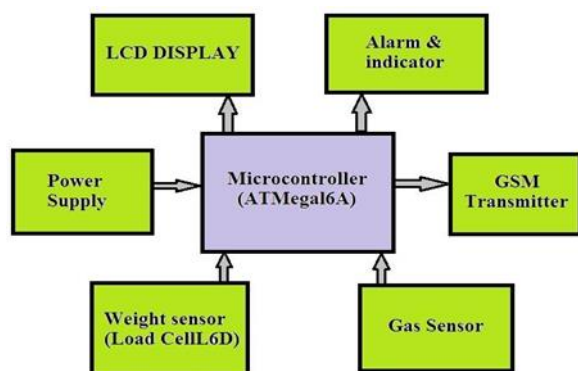 LCD DISPLAY
Alarm &
indicator
Power
Supply
Microcontroller
(ATMegal6A)
GSM
Transmitter
Weight sensor
(Load CellL6D)
Gas Sensor